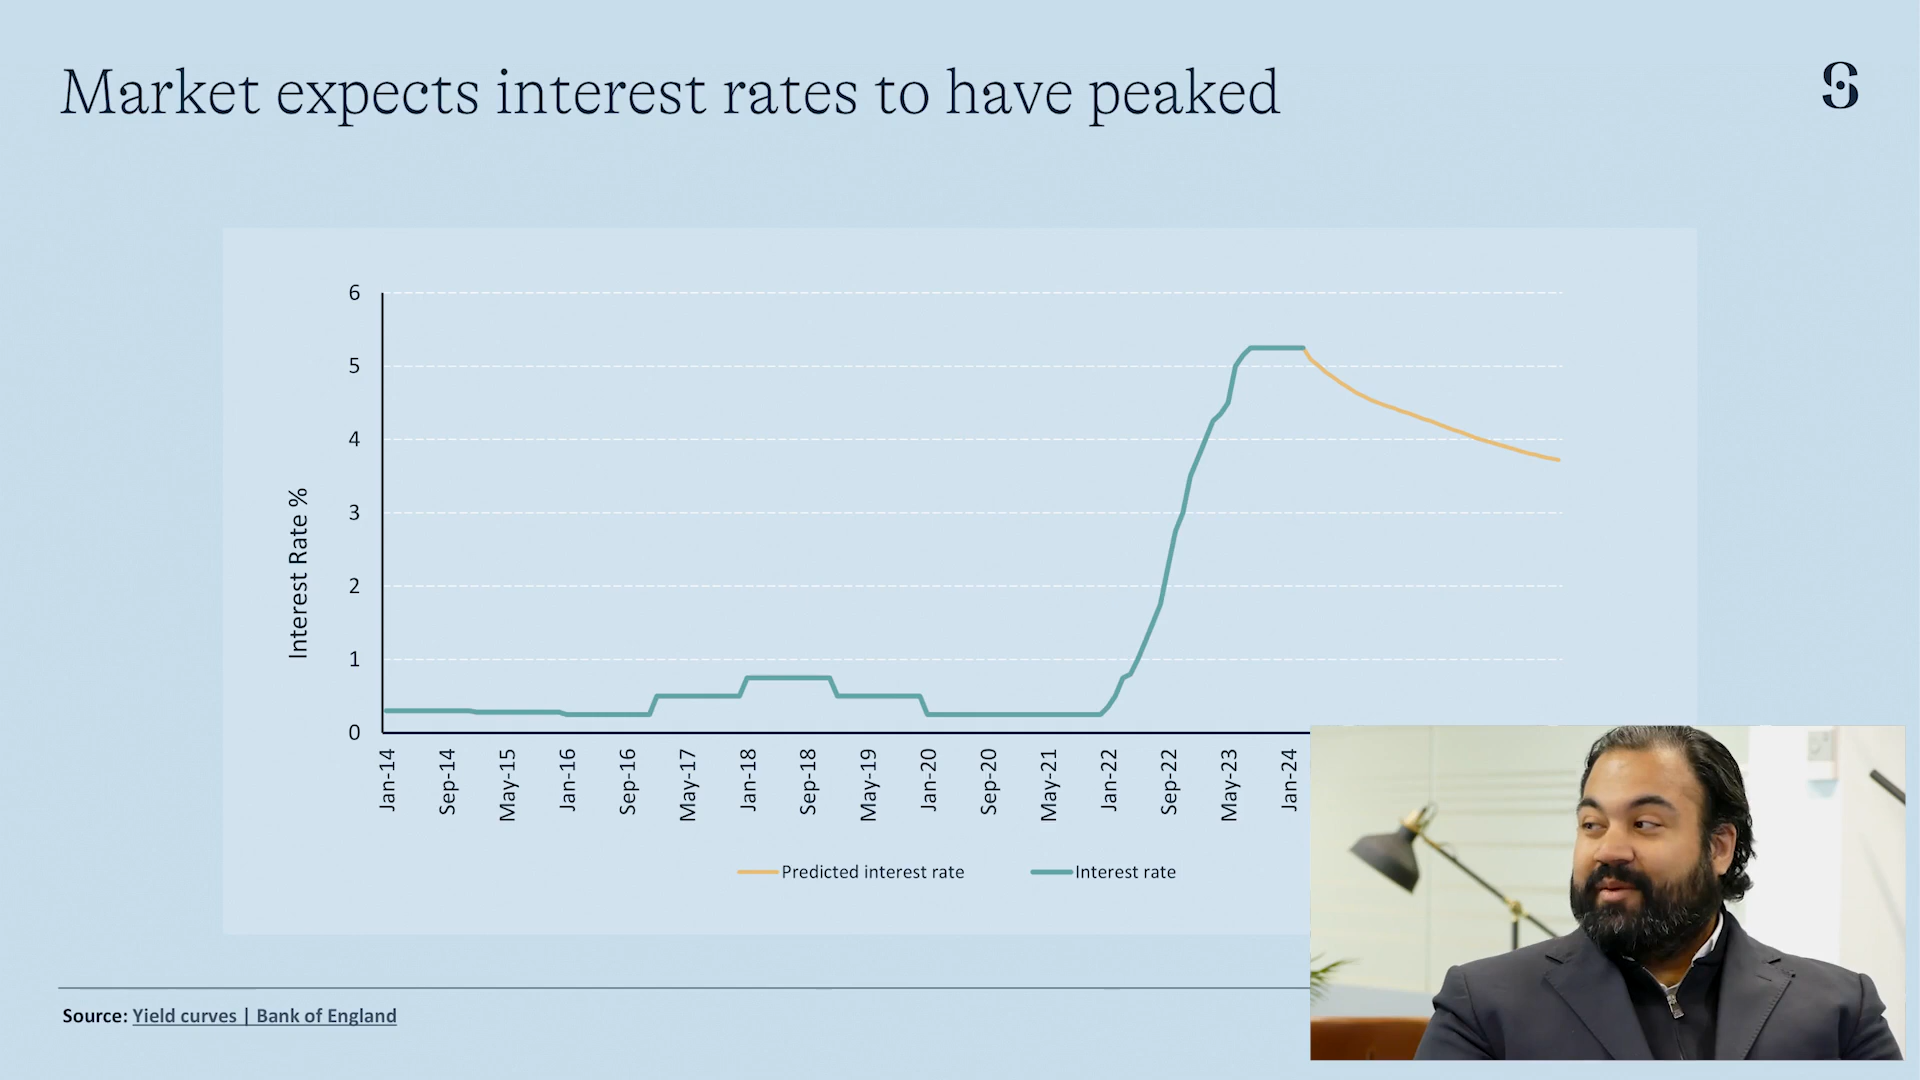 Market expects interest rates to have peaked
6
5
4
3
2
1
0
Interest Rate %
Jan-14
Sep-14
May-15
Jan-16
Sep-16
May-17
Jan-18
Sep-18
May-19
Jan-20
Sep-20
May-21
Jan-22
Sep-22
May-23
Jan-24
Predicted interest rate
Interest rate
Source: Yield curves | Bank of England